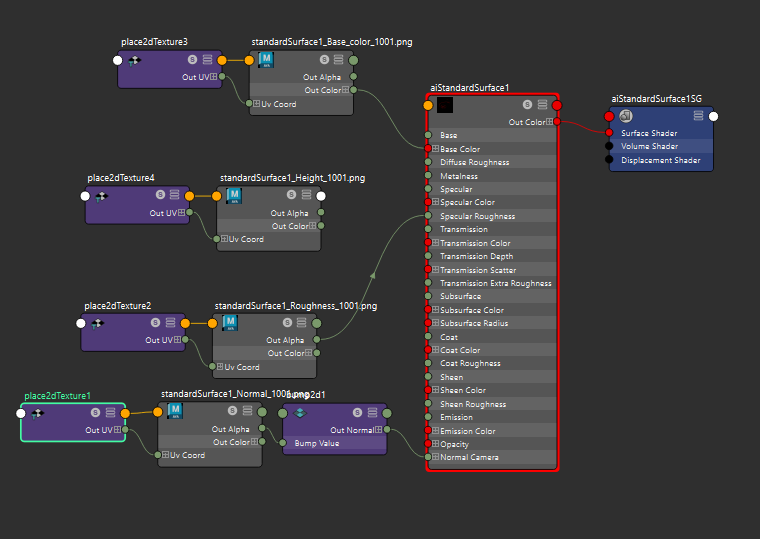 place2dTexture3
Out UV
standardSurface1_Base_color_1001.png
Out Alpha
Out Color
Uv Coord
place2dTexture4
Out UV
standardSurface1_Height_1001.png
Out Alpha
Out Color
Uv Coord
place2dTexture2
Out UV
standardSurface1_Roughness_1001.png
Out Alpha
Out Color
Uv Coord
place2dTexture1
Out UV
standardSurface1_Normal_1001.png
Out Alpha
Out Color
Uv Coord
bump2d1
Out Normal
Bump Value
aiStandardSurface1
Out Color
Base
Base Color
Diffuse Roughness
Metalness
Specular
Specular Color
Specular Roughness
Transmission
Transmission Color
Transmission Depth
Transmission Scatter
Transmission Extra Roughness
Subsurface
Subsurface Color
Subsurface Radius
Coat
Coat Color
Coat Roughness
Sheen
Sheen Color
Sheen Roughness
Emission
Emission Color
Opacity
Normal Camera
aiStandardSurface1SG
Surface Shader
Volume Shader
Displacement Shader